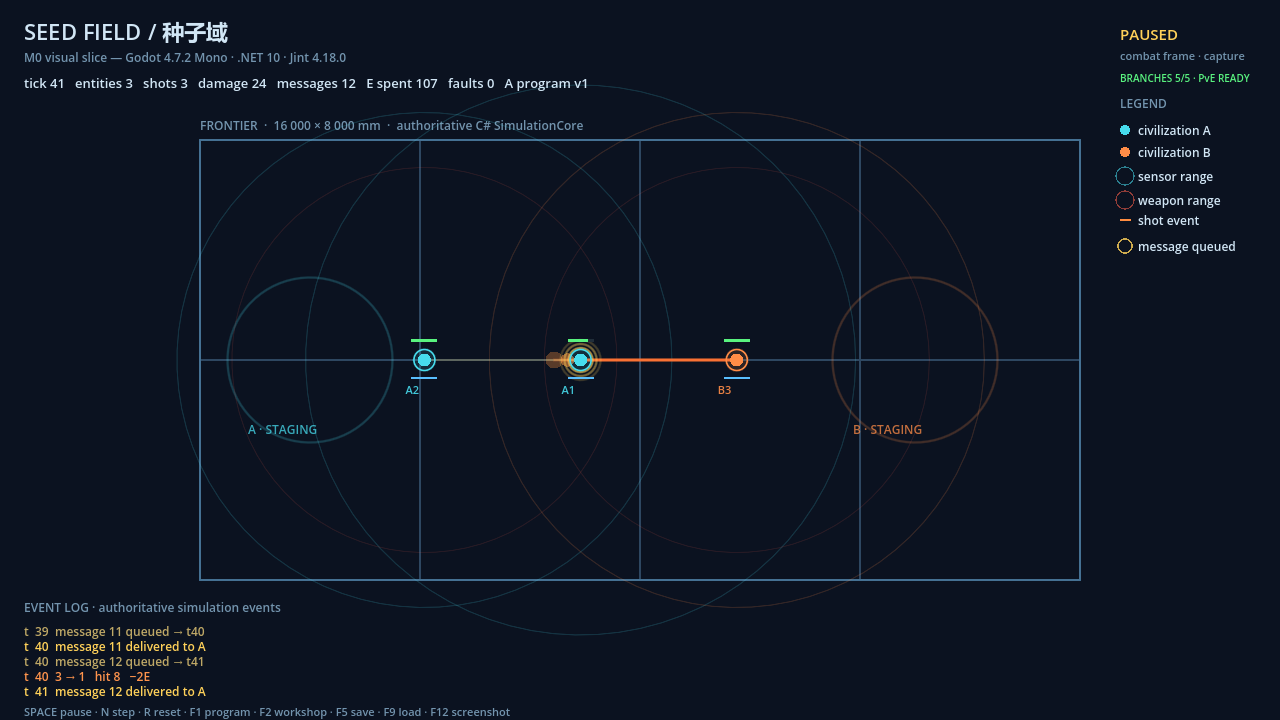 SEED FIELD / 种子域
M0 visual slice — Godot 4.7.2 Mono · .NET 10 · Jint 4.18.0
tick 41   entities 3   shots 3   damage 24   messages 12   E spent 107   faults 0   A program v1
PAUSED
combat frame · capture
BRANCHES 5/5 · PvE READY
LEGEND
civilization A
civilization B
sensor range
weapon range
shot event
message queued
FRONTIER  ·  16 000 × 8 000 mm  ·  authoritative C# SimulationCore
A2
A1
B3
A · STAGING
B · STAGING
EVENT LOG · authoritative simulation events
t  39  message 11 queued → t40
t  40  message 11 delivered to A
t  40  message 12 queued → t41
t  40  3 → 1   hit 8   −2E
t  41  message 12 delivered to A
SPACE pause · N step · R reset · F1 program · F2 workshop · F5 save · F9 load · F12 screenshot